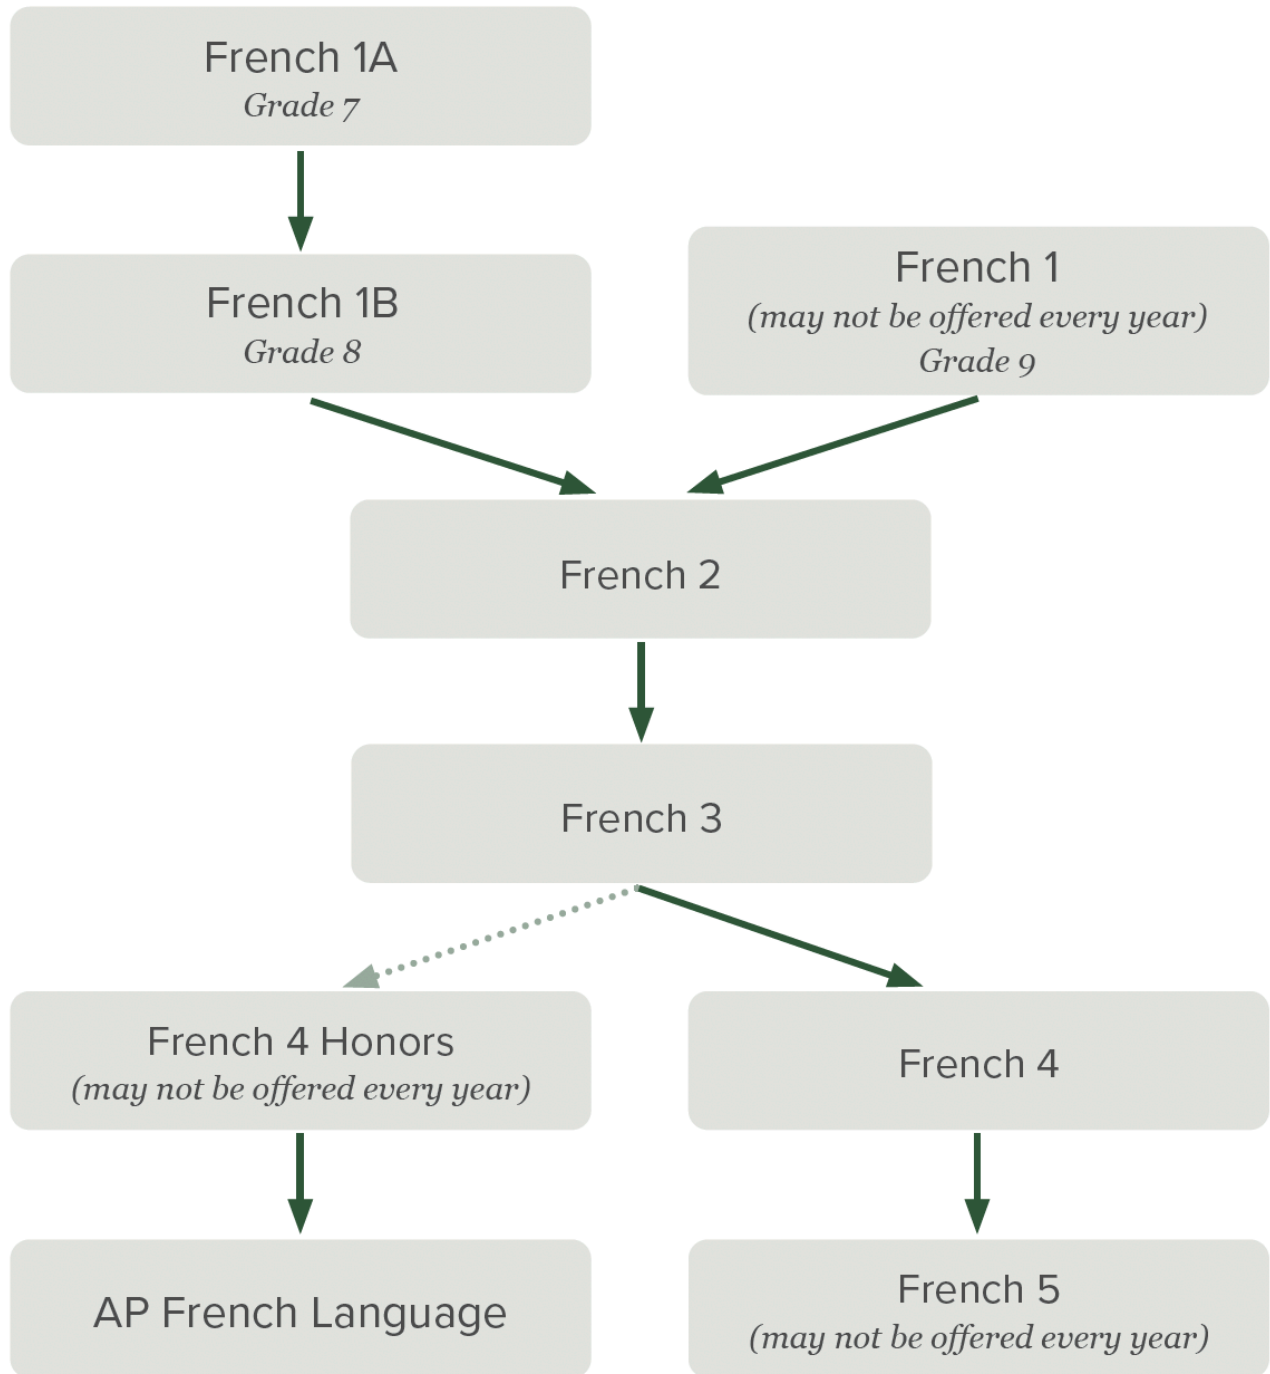 French 1A
Grade 7
French 1B
Grade 8
French 1
(may not be offered every year)
Grade 9
French 2
French 3
French 4 Honors
(may not be offered every year)
French 4
AP French Language
French 5
(may not be offered every year)